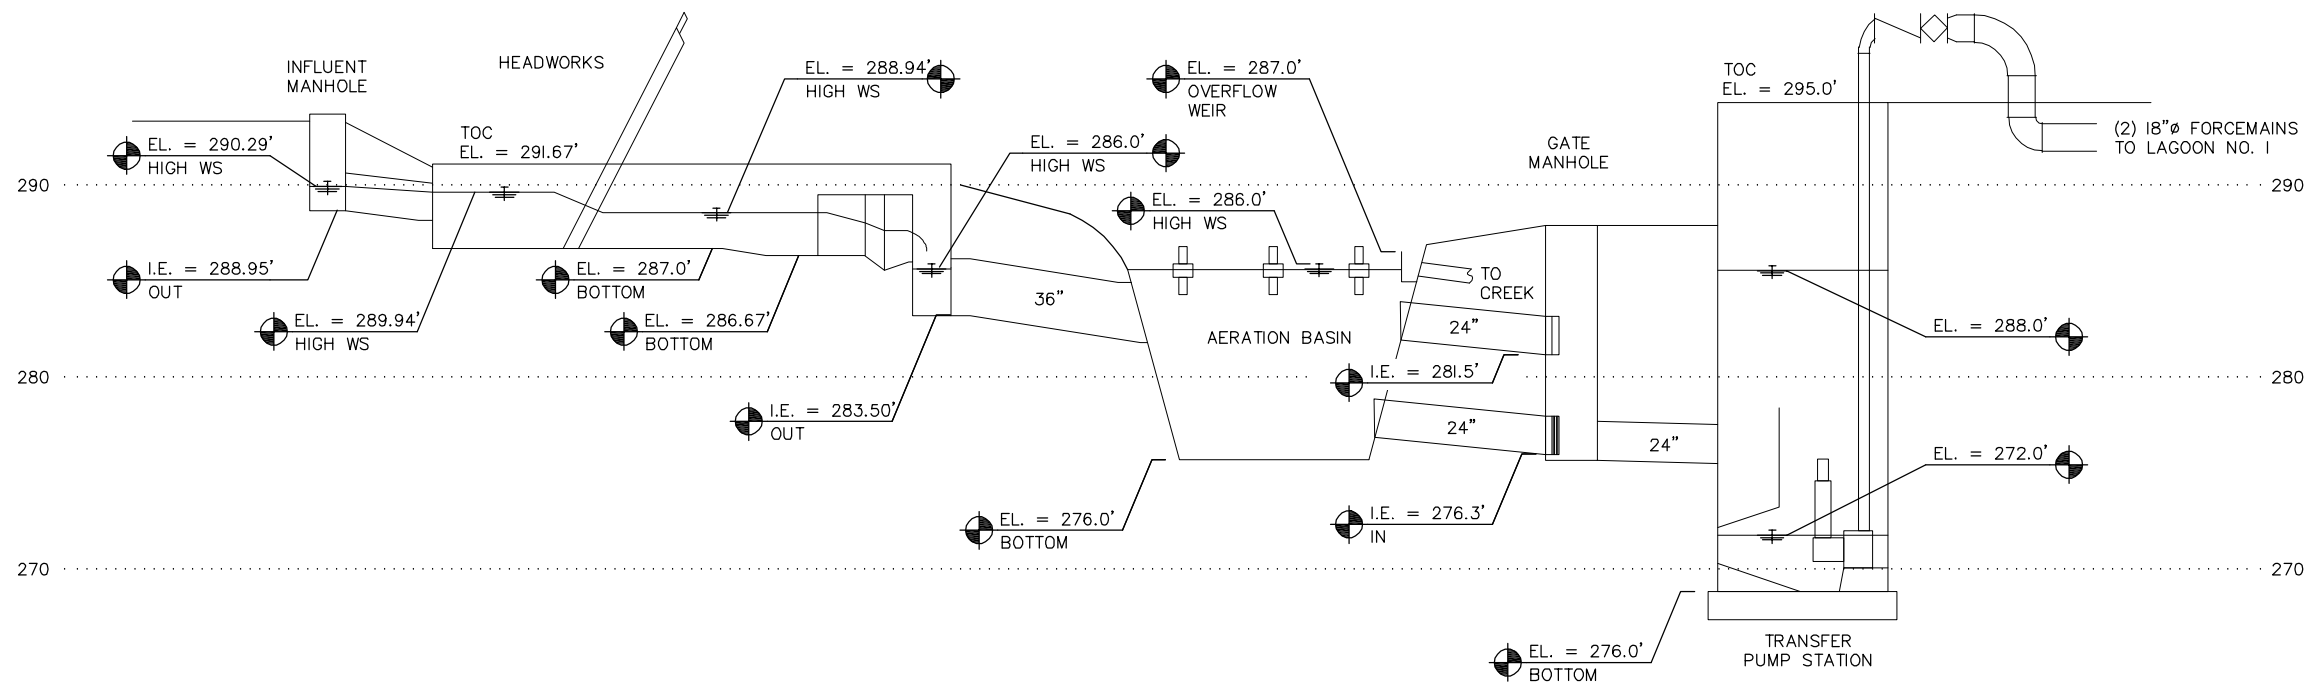 INFLUENT
MANHOLE
HEADWORKS
EL. = 288.94'
HIGH WS
EL. = 287.0'
OVERFLOW
WEIR
TOC
EL. = 295.0'
(2) 18"ø FORCEMAINS
TO LAGOON NO. 1
EL. = 290.29'
HIGH WS
TOC
EL. = 291.67'
EL. = 286.0'
HIGH WS
GATE
MANHOLE
290
290
EL. = 286.0'
HIGH WS
I.E. = 288.95'
OUT
EL. = 287.0'
BOTTOM
TO
CREEK
36"
EL. = 289.94'
HIGH WS
EL. = 286.67'
BOTTOM
AERATION BASIN
24"
EL. = 288.0'
280
I.E. = 281.5'
280
I.E. = 283.50'
OUT
24"
24"
EL. = 272.0'
EL. = 276.0'
BOTTOM
I.E. = 276.3'
IN
270
270
EL. = 276.0'
BOTTOM
TRANSFER
PUMP STATION